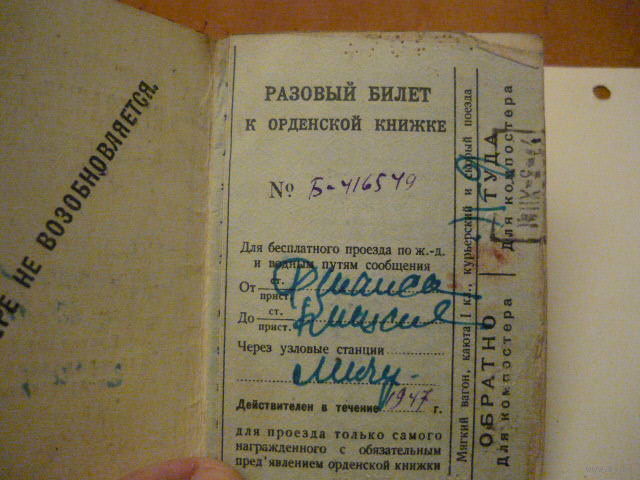 РЕ НЕ ВОЗОБНОВЛЯЕТСЯ.
РАЗОВЫЙ БИЛЕТ
К ОРДЕНСКОЙ КНИЖКЕ
№ Б-416549
Для бесплатного проезда по ж.-д.
и водным путям сообщения
От ст.
прист.
До ст.
прист.
Через узловые станции
Действителен в течение 1947 г.
для проезда только самого
награжденного с обязательным
пред'явлением орденской книжки
Мягкий вагон, каюта I кл., курьерский и скорый поезда
ОБРАТНО
Для компостера
ТУДА
Для компостера